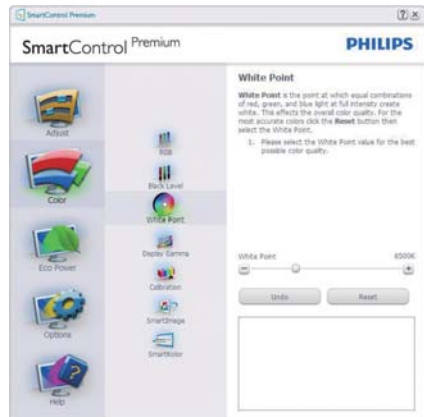 SmartControl Premium
SmartControl Premium
PHILIPS
Adjust
Color
Eco Power
Options
Help
RGB
Black Level
White Point
Display Gamma
Calibration
SmartImage
SmartKolor
White Point
White Point is the point at which equal combinations
of red, green, and blue light at full intensity create
white. This effects the overall color quality. For the
most accurate colors click the Reset button then
select the White Point.
1. Please select the White Point value for the best
possible color quality.
White Point 6500K
Undo Reset